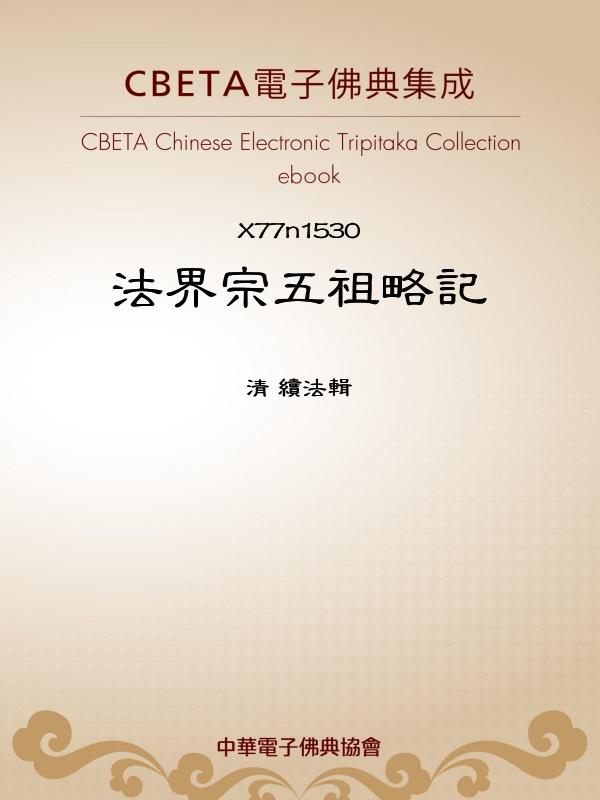 CBETA電子佛典集成
CBETA Chinese Electronic Tripitaka Collection
ebook
X77n1530
法界宗五祖略記
清 續法輯
中華電子佛典協會